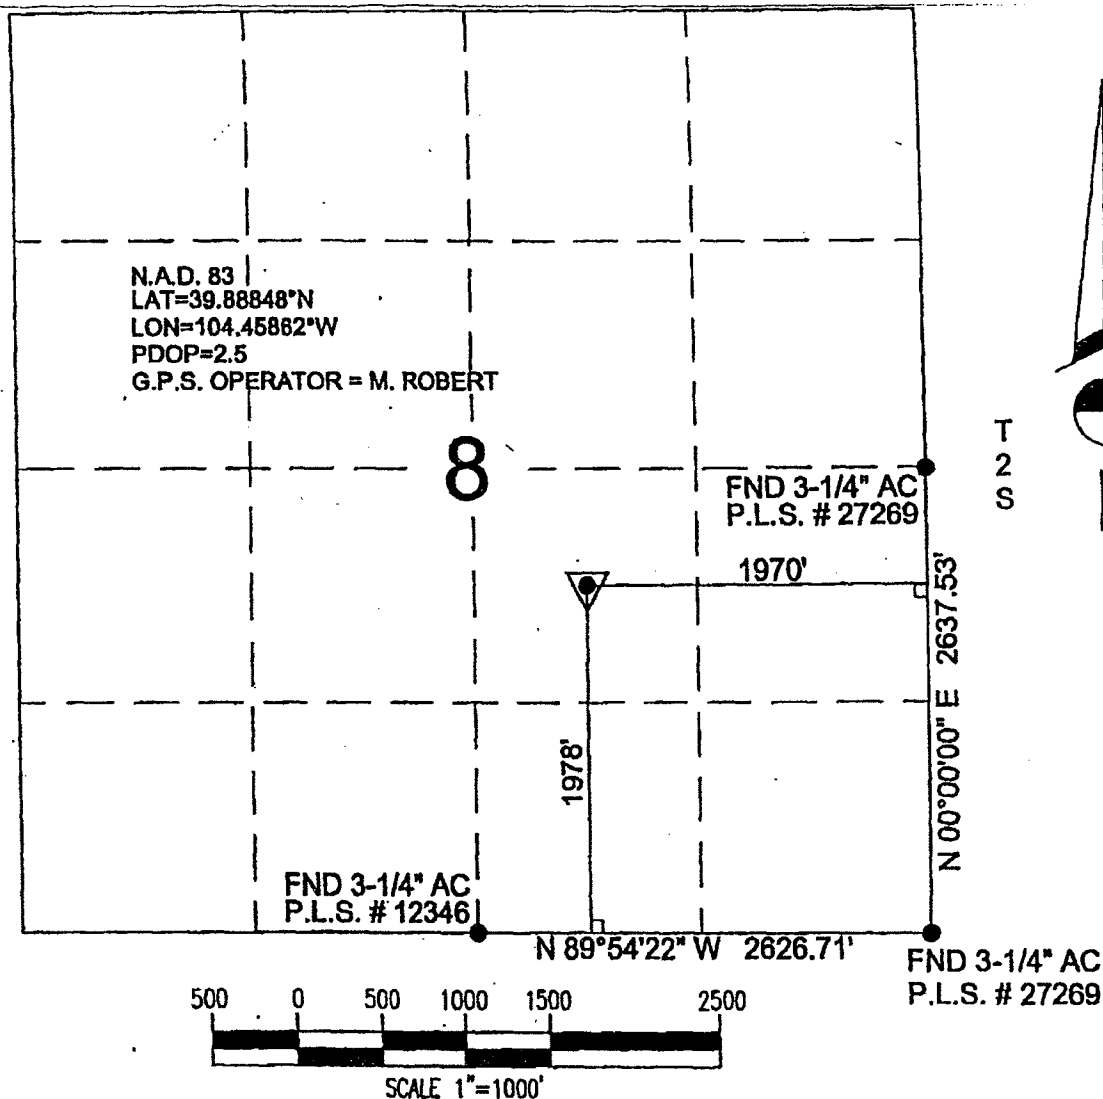 N.A.D. 83
LAT=39.88848°N
LON=104.45862°W
PDOP=2.5
G.P.S. OPERATOR = M. ROBERT
8
T
2
S
FND 3-1/4" AC
P.L.S. # 27269
1970'
N 00°00'00" E 2637.53'
1978'
FND 3-1/4" AC
P.L.S. # 12346
N 89°54'22" W 2626.71'
FND 3-1/4" AC
P.L.S. # 27269
500 0 500 1000 1500 2500
SCALE 1"=1000'